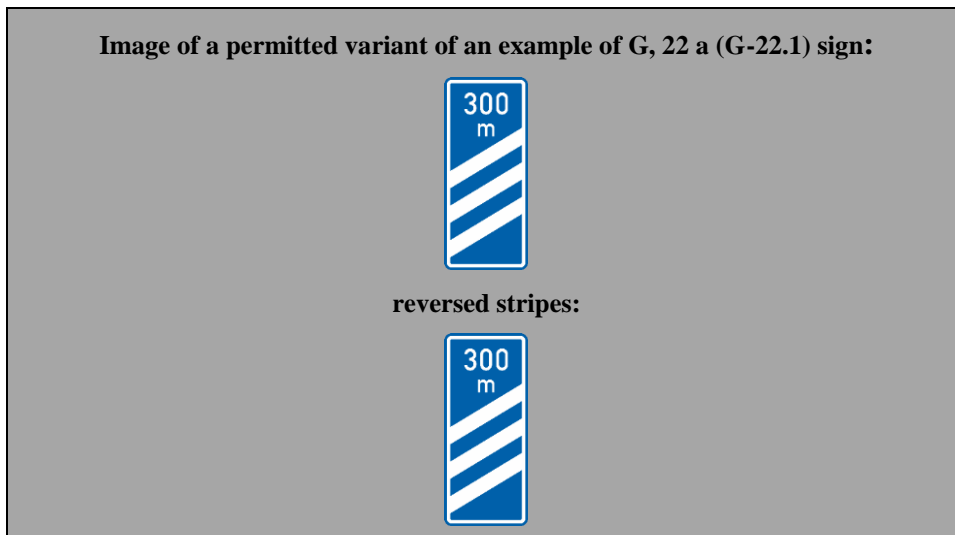 Image of a permitted variant of an example of G, 22 a (G-22.1) sign:
300
m
reversed stripes:
300
m